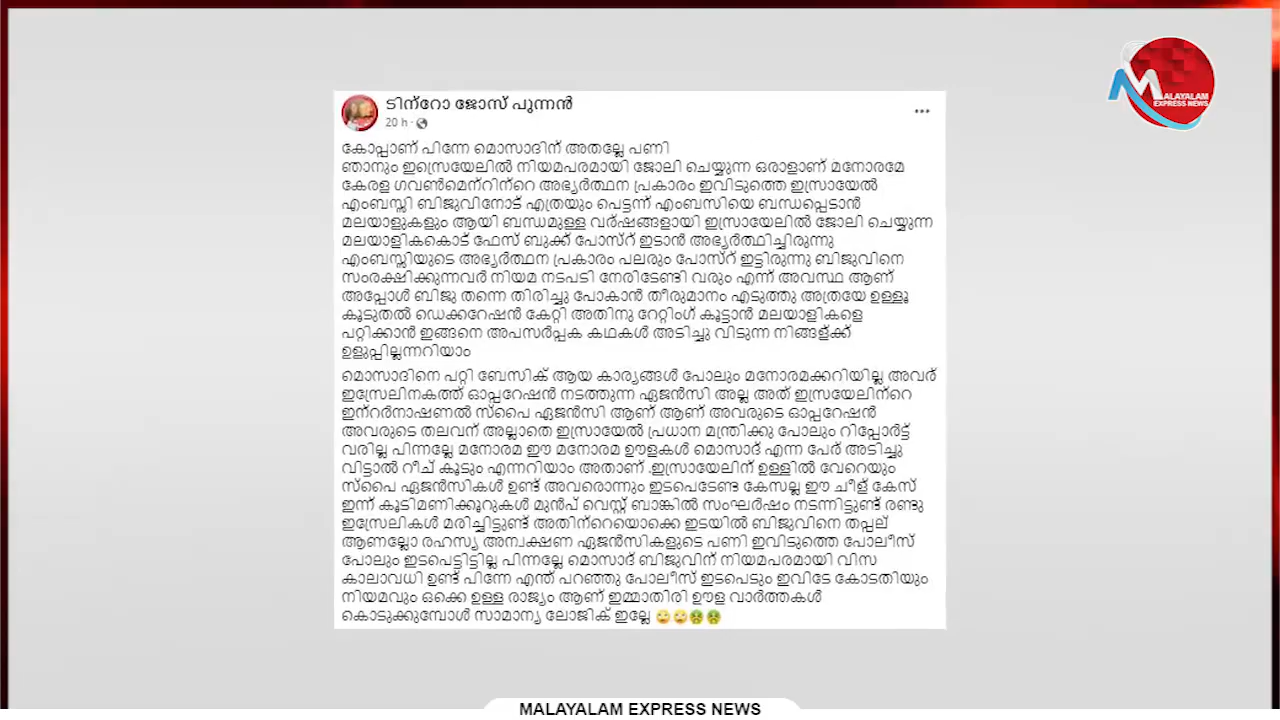 MALAYALAM
EXPRESS NEWS
ടിന്റോ ജോസ് പുന്നൻ
20 h ·
കോപ്പാണ് പിന്നേ മൊസാദിന് അതല്ലേ പണി
ഞാനും ഇസ്രെയേലിൽ നിയമപരമായി ജോലി ചെയ്യുന്ന ഒരാളാണ് മനോരമേ
കേരള ഗവൺമെന്റിന്റെ അഭ്യർത്ഥന പ്രകാരം ഇവിടുത്തെ ഇസ്രായേൽ
എംബസ്സി ബിജുവിനോട് എത്രയും പെട്ടന്ന് എംബസിയെ ബന്ധപ്പെടാൻ
മലയാളുകളും ആയി ബന്ധമുള്ള വര്ഷങ്ങളായി ഇസ്രായേലിൽ ജോലി ചെയ്യുന്ന
മലയാളികകൊട് ഫേസ് ബുക്ക് പോസ്റ് ഇടാൻ അഭ്യർത്ഥിച്ചിരുന്നു
എംബസ്സിയുടെ അഭ്യർത്ഥന പ്രകാരം പലരും പോസ്റ് ഇട്ടിരുന്നു ബിജുവിനെ
സംരക്ഷിക്കുന്നവർ നിയമ നടപടി നേരിടേണ്ടി വരും എന്ന് അവസ്ഥ ആണ്
അപ്പോൾ ബിജു തന്നെ തിരിച്ചു പോകാൻ തീരുമാനം എടുത്തു അത്രയേ ഉള്ളൂ
കൂടുതൽ ഡെക്കറേഷൻ കേറ്റി അതിനു റേറ്റിംഗ് കൂട്ടാൻ മലയാളികളെ
പറ്റിക്കാൻ ഇങ്ങനെ അപസർപ്പക കഥകൾ അടിച്ചു വിടുന്ന നിങ്ങള്ക്ക്
ഉളുപ്പില്ലന്നറിയാം
മൊസാദിനെ പറ്റി ബേസിക് ആയ കാര്യങ്ങൾ പോലും മനോരമക്കറിയില്ല അവര്
ഇസ്രേലിനകത്ത് ഓപ്പറേഷൻ നടത്തുന്ന ഏജൻസി അല്ല അത് ഇസ്രയേലിന്റെ
ഇന്റർനാഷണൽ സ്പൈ ഏജൻസി ആണ് ആണ് അവരുടെ ഓപ്പറേഷൻ
അവരുടെ തലവന് അല്ലാതെ ഇസ്രായേൽ പ്രധാന മന്ത്രിക്കു പോലും റിപ്പോർട്ട്
വരില്ല പിന്നല്ലേ മനോരമ ഈ മനോരമ ഊളകൾ മൊസാദ് എന്ന പേര് അടിച്ചു
വിട്ടാൽ റീച് കൂടും എന്നറിയാം അതാണ് .ഇസ്രായേലിന് ഉള്ളിൽ വേറെയും
സ്പൈ ഏജൻസികൾ ഉണ്ട് അവരൊന്നും ഇടപെടേണ്ട കേസല്ല ഈ ചീള് കേസ്
ഇന്ന് കൂടിമണിക്കൂറുകൾ മുൻപ് വെസ്റ്റ് ബാങ്കിൽ സംഘർഷം നടന്നിട്ടുണ്ട് രണ്ടു
ഇസ്രേലികൾ മരിച്ചിട്ടുണ്ട് അതിന്റെയൊക്കെ ഇടയിൽ ബിജുവിനെ തപ്പല്
ആണല്ലോ രഹസ്യ അന്വക്ഷണ ഏജൻസികളുടെ പണി ഇവിടുത്തെ പോലീസ്
പോലും ഇടപെട്ടിട്ടില്ല പിന്നല്ലേ മൊസാദ് ബിജുവിന് നിയമപരമായി വിസ
കാലാവധി ഉണ്ട് പിന്നേ എന്ത് പറഞ്ഞു പോലീസ് ഇടപെടും ഇവിടേ കോടതിയും
നിയമവും ഒക്കെ ഉള്ള രാജ്യം ആണ് ഇമ്മാതിരി ഊള വാർത്തകൾ
കൊടുക്കുമ്പോൾ സാമാന്യ ലോജിക് ഇല്ലേ 🙄🙄🤮🤮
MALAYALAM EXPRESS NEWS